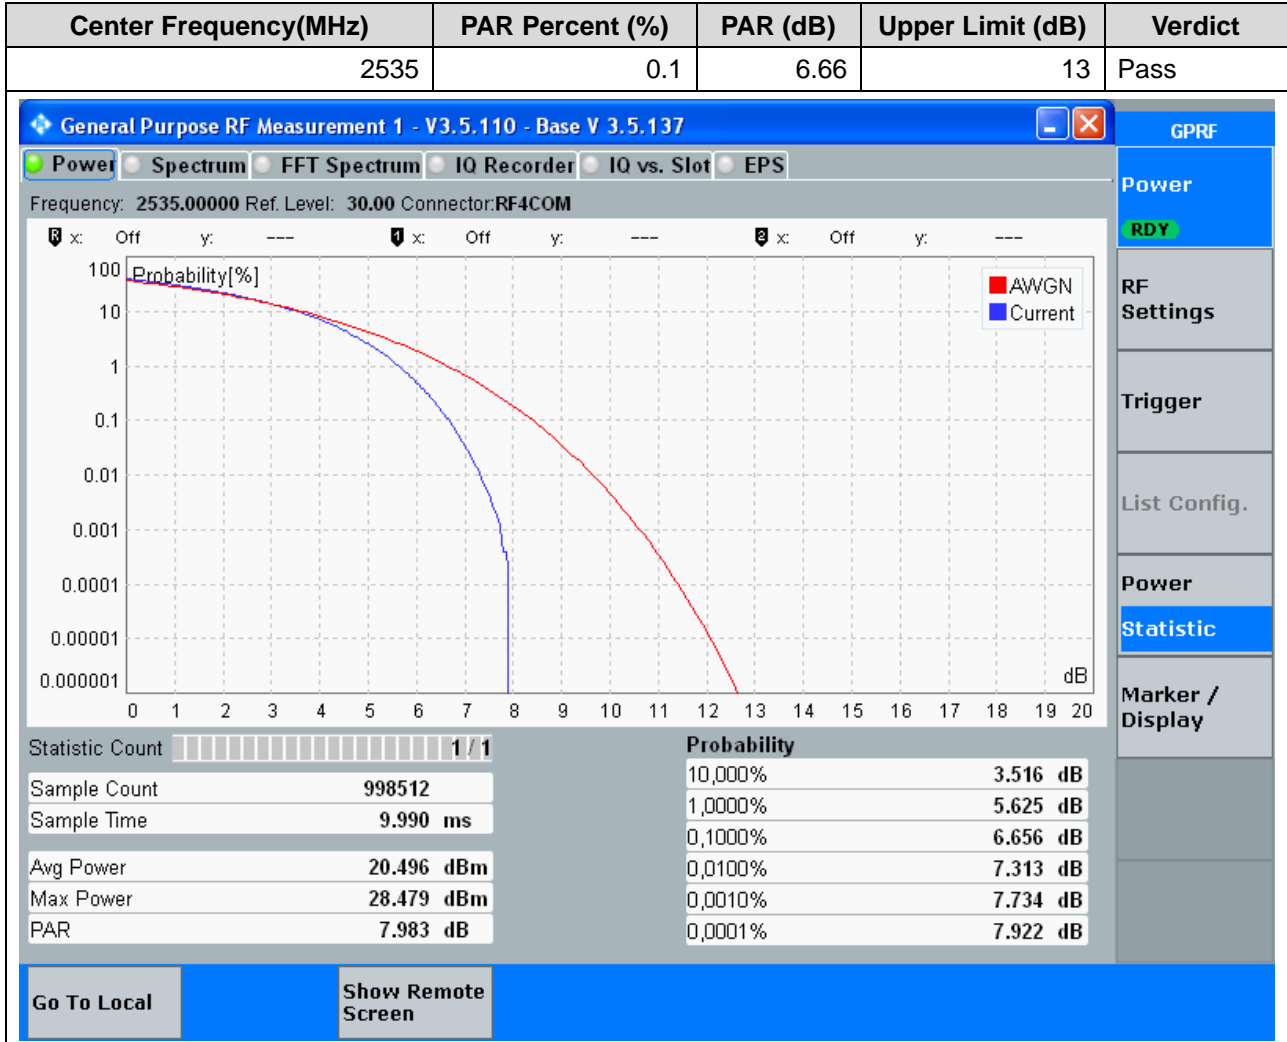 Center Frequency(MHz) PAR Percent (%) PAR (dB) Upper Limit (dB) Verdict
2535 0.1 6.66 13 Pass
General Purpose RF Measurement 1 - V3.5.110 - Base V 3.5.137
GPRF
Power Spectrum FFT Spectrum IQ Recorder IQ vs. Slot EPS
Frequency: 2535.00000 Ref. Level: 30.00 Connector:RF4COM
R x: Off y: --- 1 x: Off y: --- 2 x: Off y: ---
Probability[%]
AWGN
Current
100
10
1
0.1
0.01
0.001
0.0001
0.00001
0.000001
dB
0 1 2 3 4 5 6 7 8 9 10 11 12 13 14 15 16 17 18 19 20
Statistic Count 1 / 1
Sample Count 998512
Sample Time 9.990 ms
Avg Power 20.496 dBm
Max Power 28.479 dBm
PAR 7.983 dB
Probability
10,000% 3.516 dB
1,0000% 5.625 dB
0,1000% 6.656 dB
0,0100% 7.313 dB
0,0010% 7.734 dB
0,0001% 7.922 dB
Power
RDY
RF
Settings
Trigger
List Config.
Power
Statistic
Marker /
Display
Go To Local
Show Remote
Screen